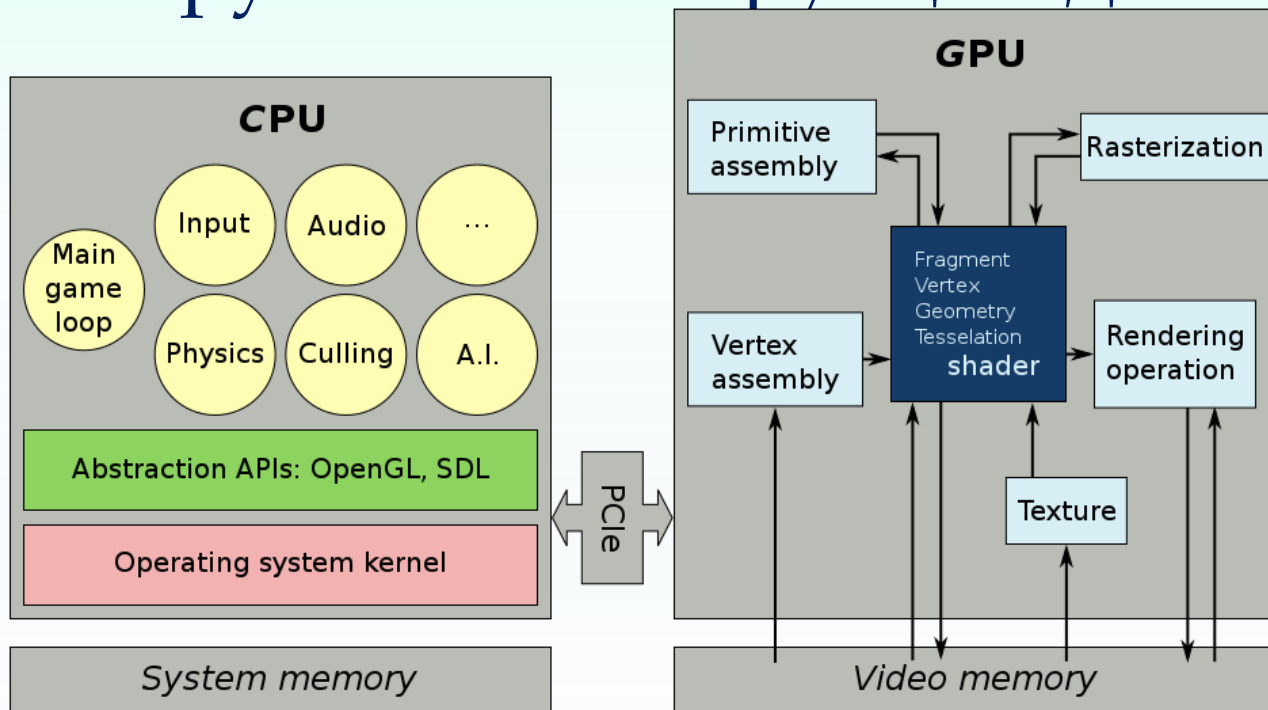 CPU
Main
game
loop
Input
Audio
...
Physics
Culling
A.I.
Abstraction APIs: OpenGL, SDL
Operating system kernel
System memory
PCIe
GPU
Primitive
assembly
Rasterization
Fragment
Vertex
Geometry
Tesselation
shader
Vertex
assembly
Rendering
operation
Texture
Video memory